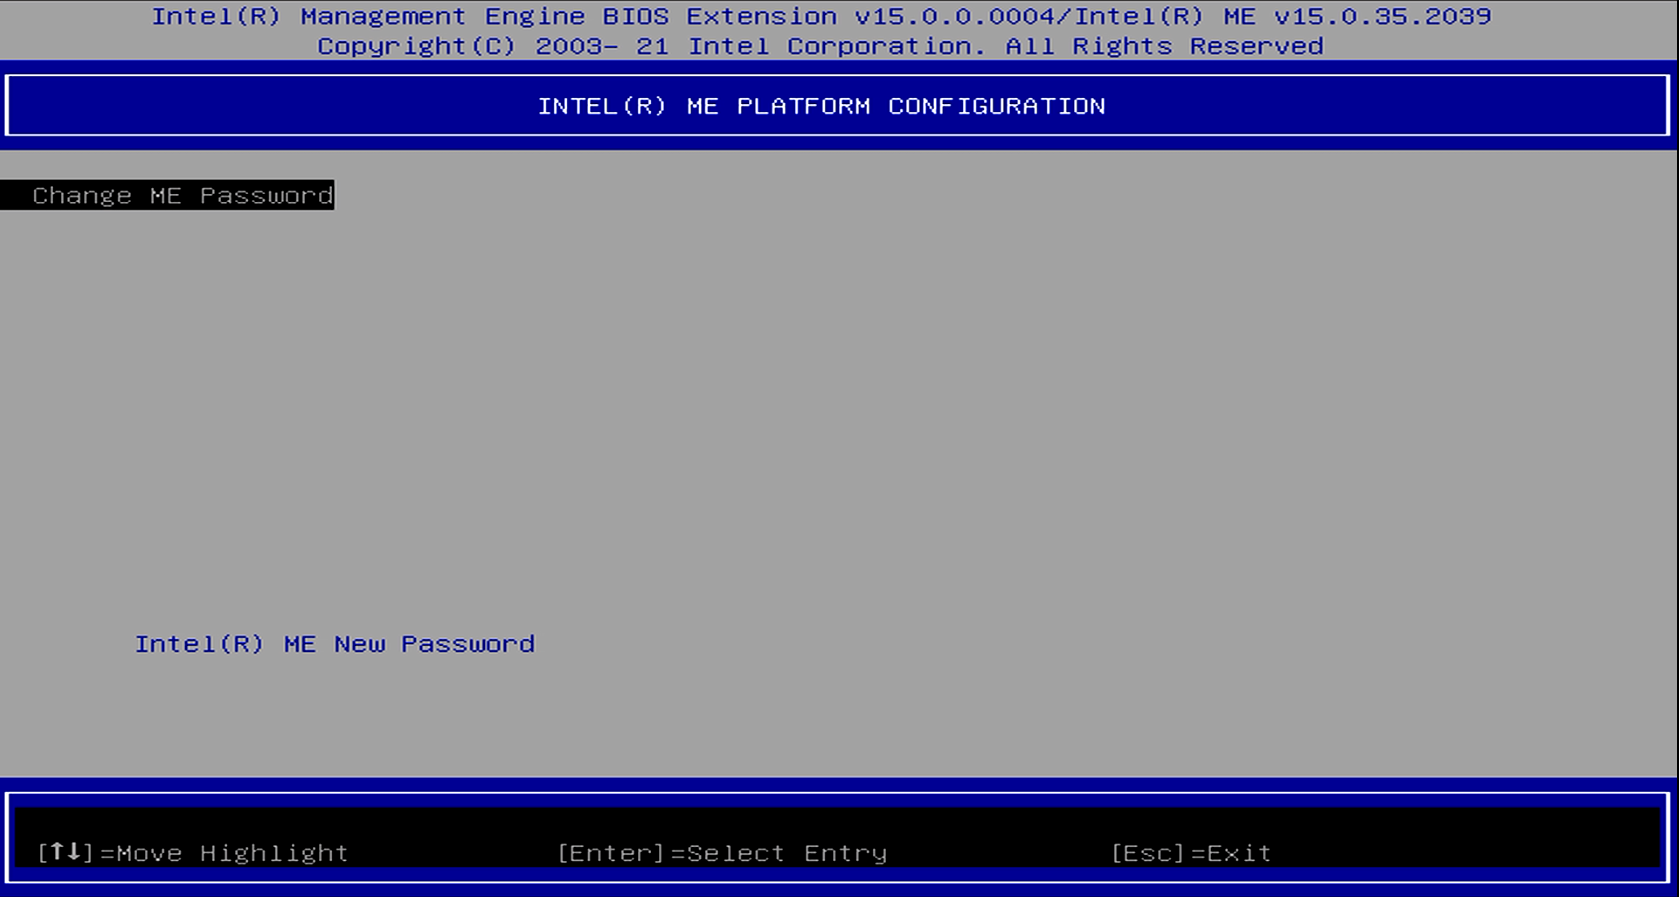 Intel(R) Management Engine BIOS Extension v15.0.0.0004/Intel(R) ME v15.0.35.2039
Copyright(C) 2003- 21 Intel Corporation. All Rights Reserved
INTEL(R) ME PLATFORM CONFIGURATION
Change ME Password
Intel(R) ME New Password
[↑↓]=Move Highlight [Enter]=Select Entry [Esc]=Exit